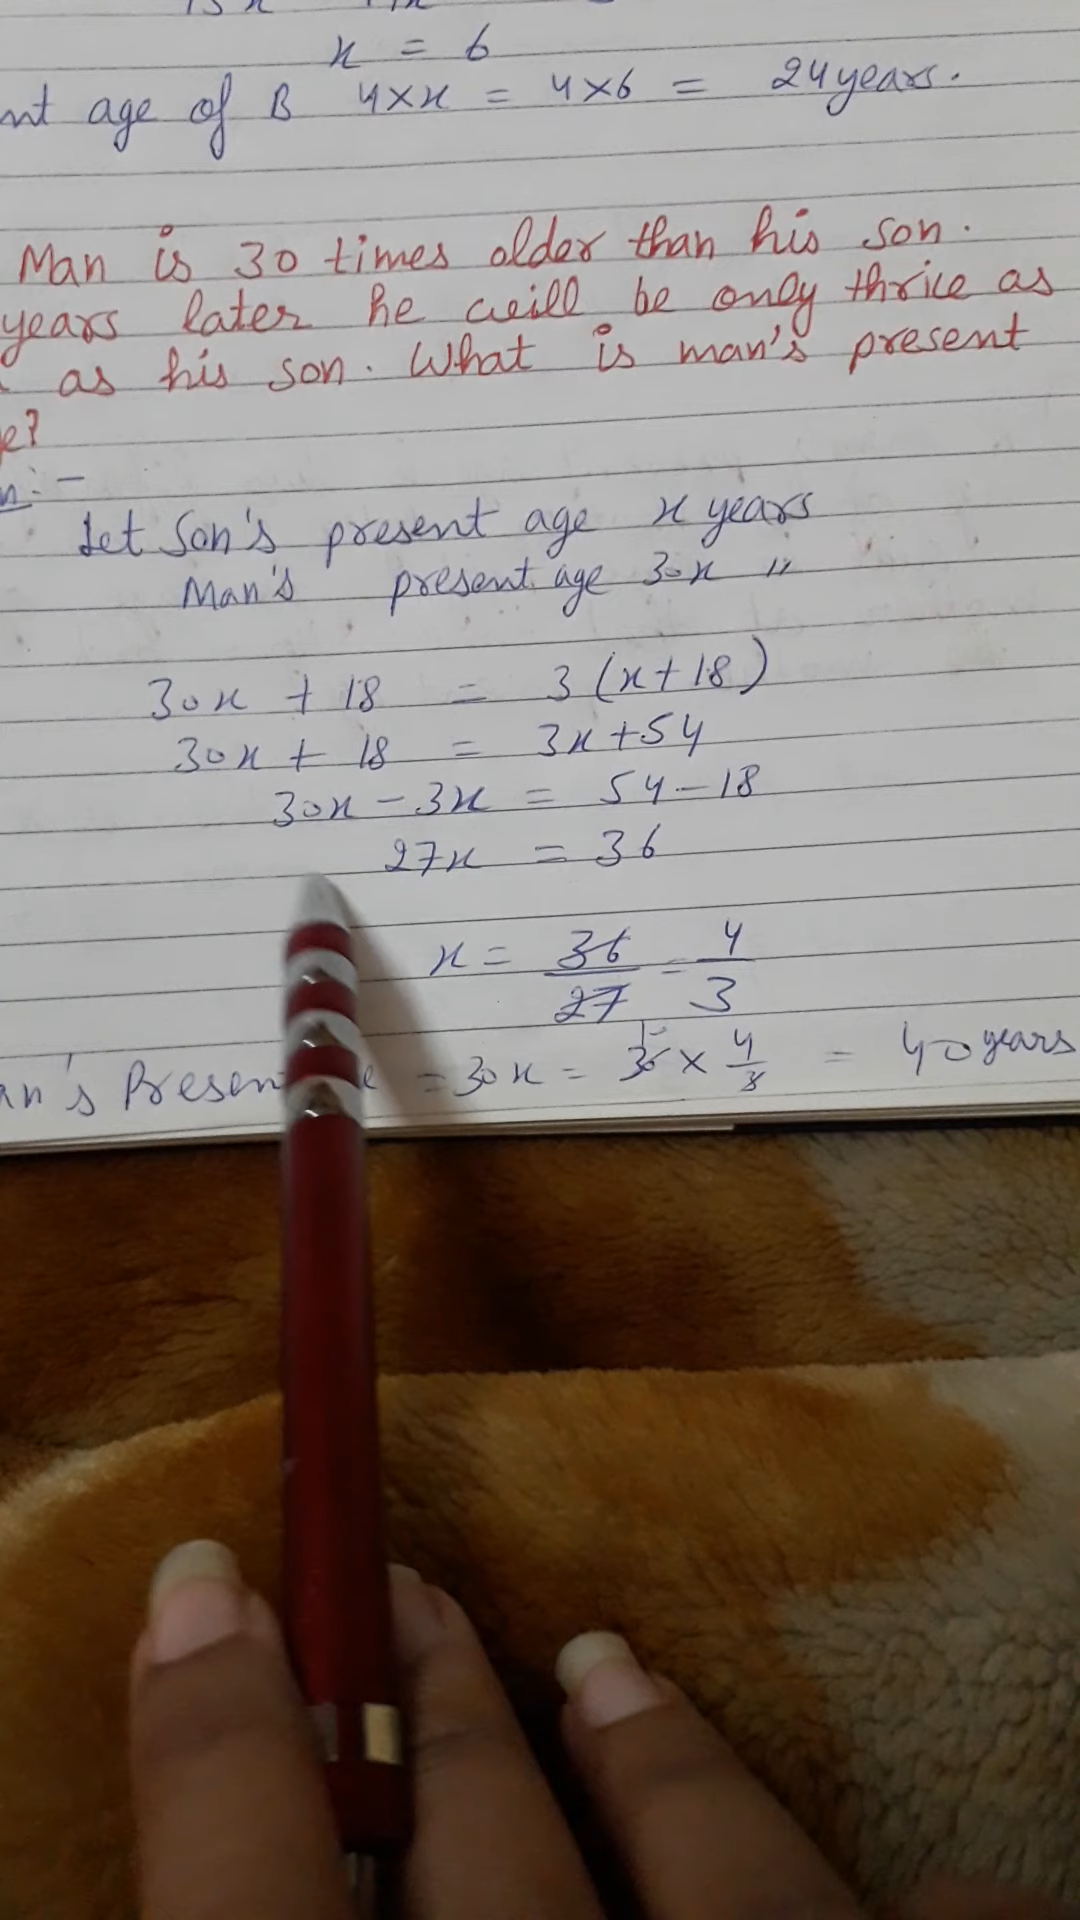 x = 6
nt age of B 4×x = 4×6 = 24 years.
Man is 30 times older than his son.
years later he will be only thrice as
as his son. What is man's present
e?
n:-
Let Son's present age x years
Man's present age 30x "
30x + 18 = 3(x+18)
30x + 18 = 3x+54
30x - 3x = 54-18
27x = 36
x = 36/27 = 4/3
an's Presen e = 30x = 30 × 4/3 = 40 years